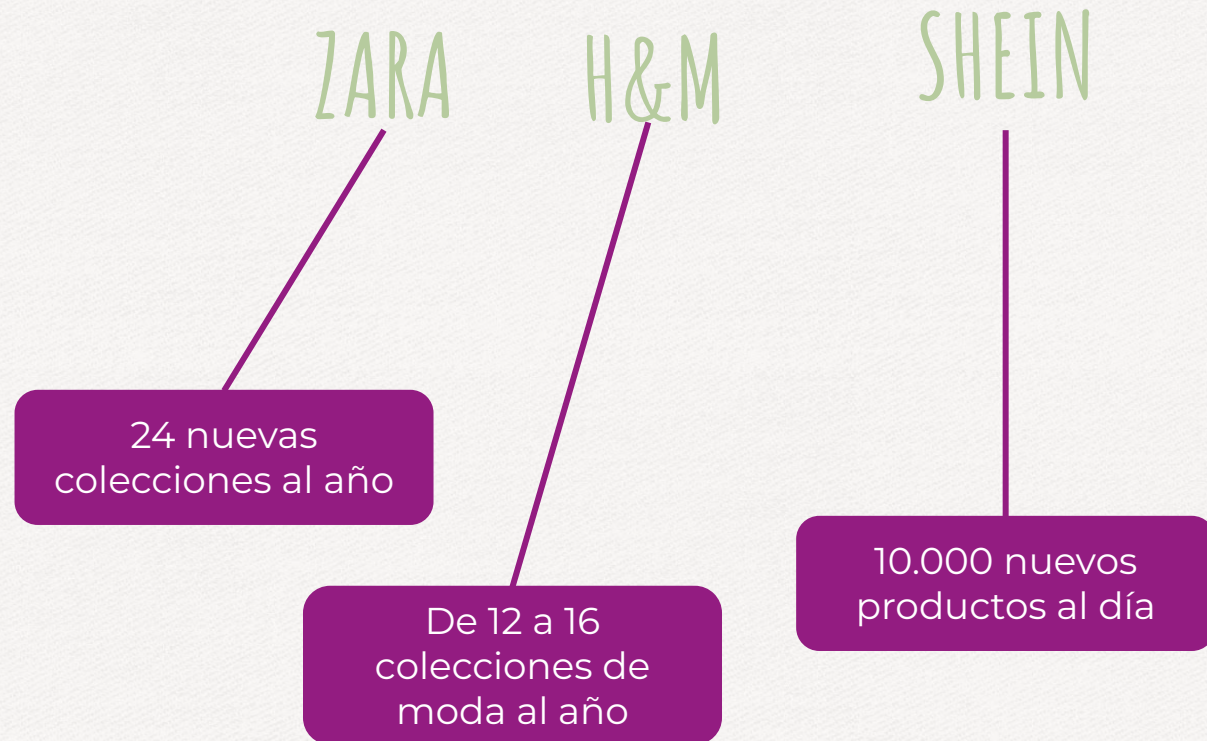 ZARA
H&M
SHEIN
24 nuevas
colecciones al año
De 12 a 16
colecciones de
moda al año
10.000 nuevos
productos al día